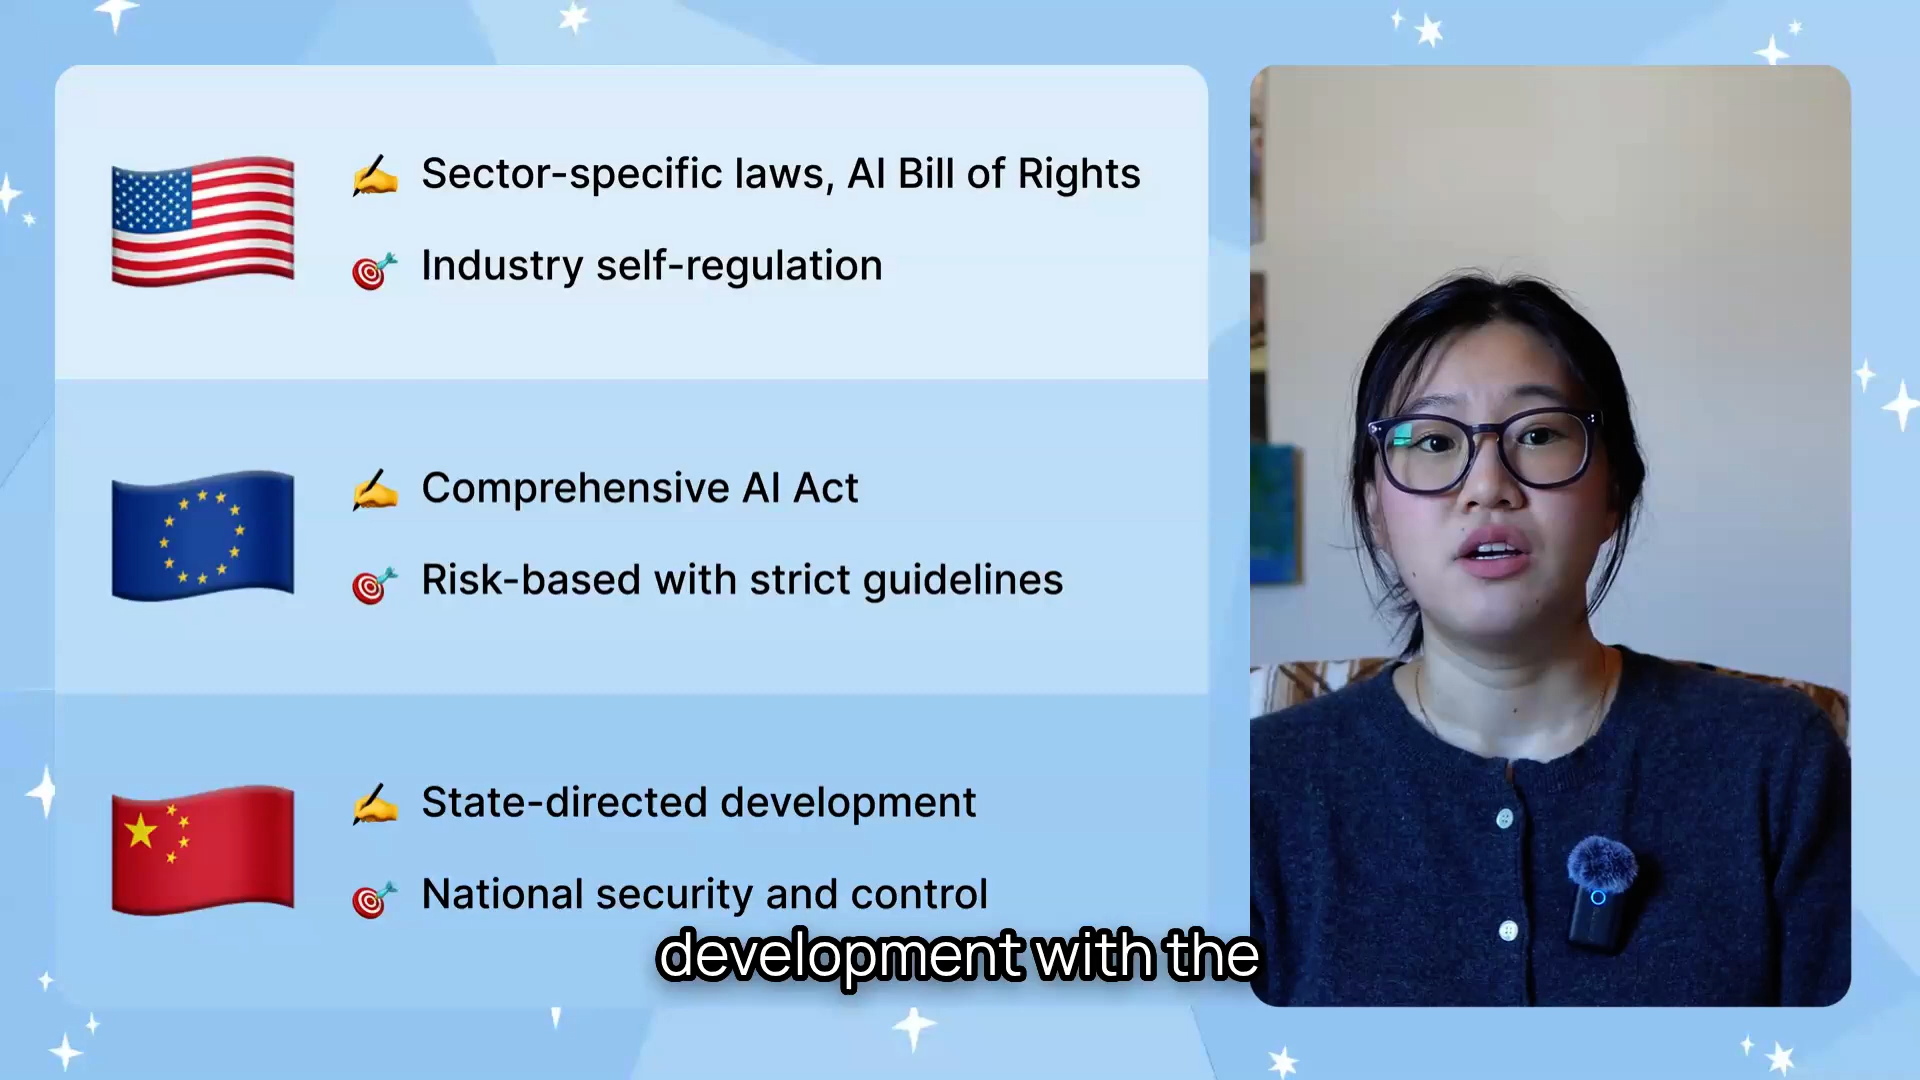 Sector-specific laws, AI Bill of Rights
Industry self-regulation
Comprehensive AI Act
Risk-based with strict guidelines
State-directed development
National security and control
development with the